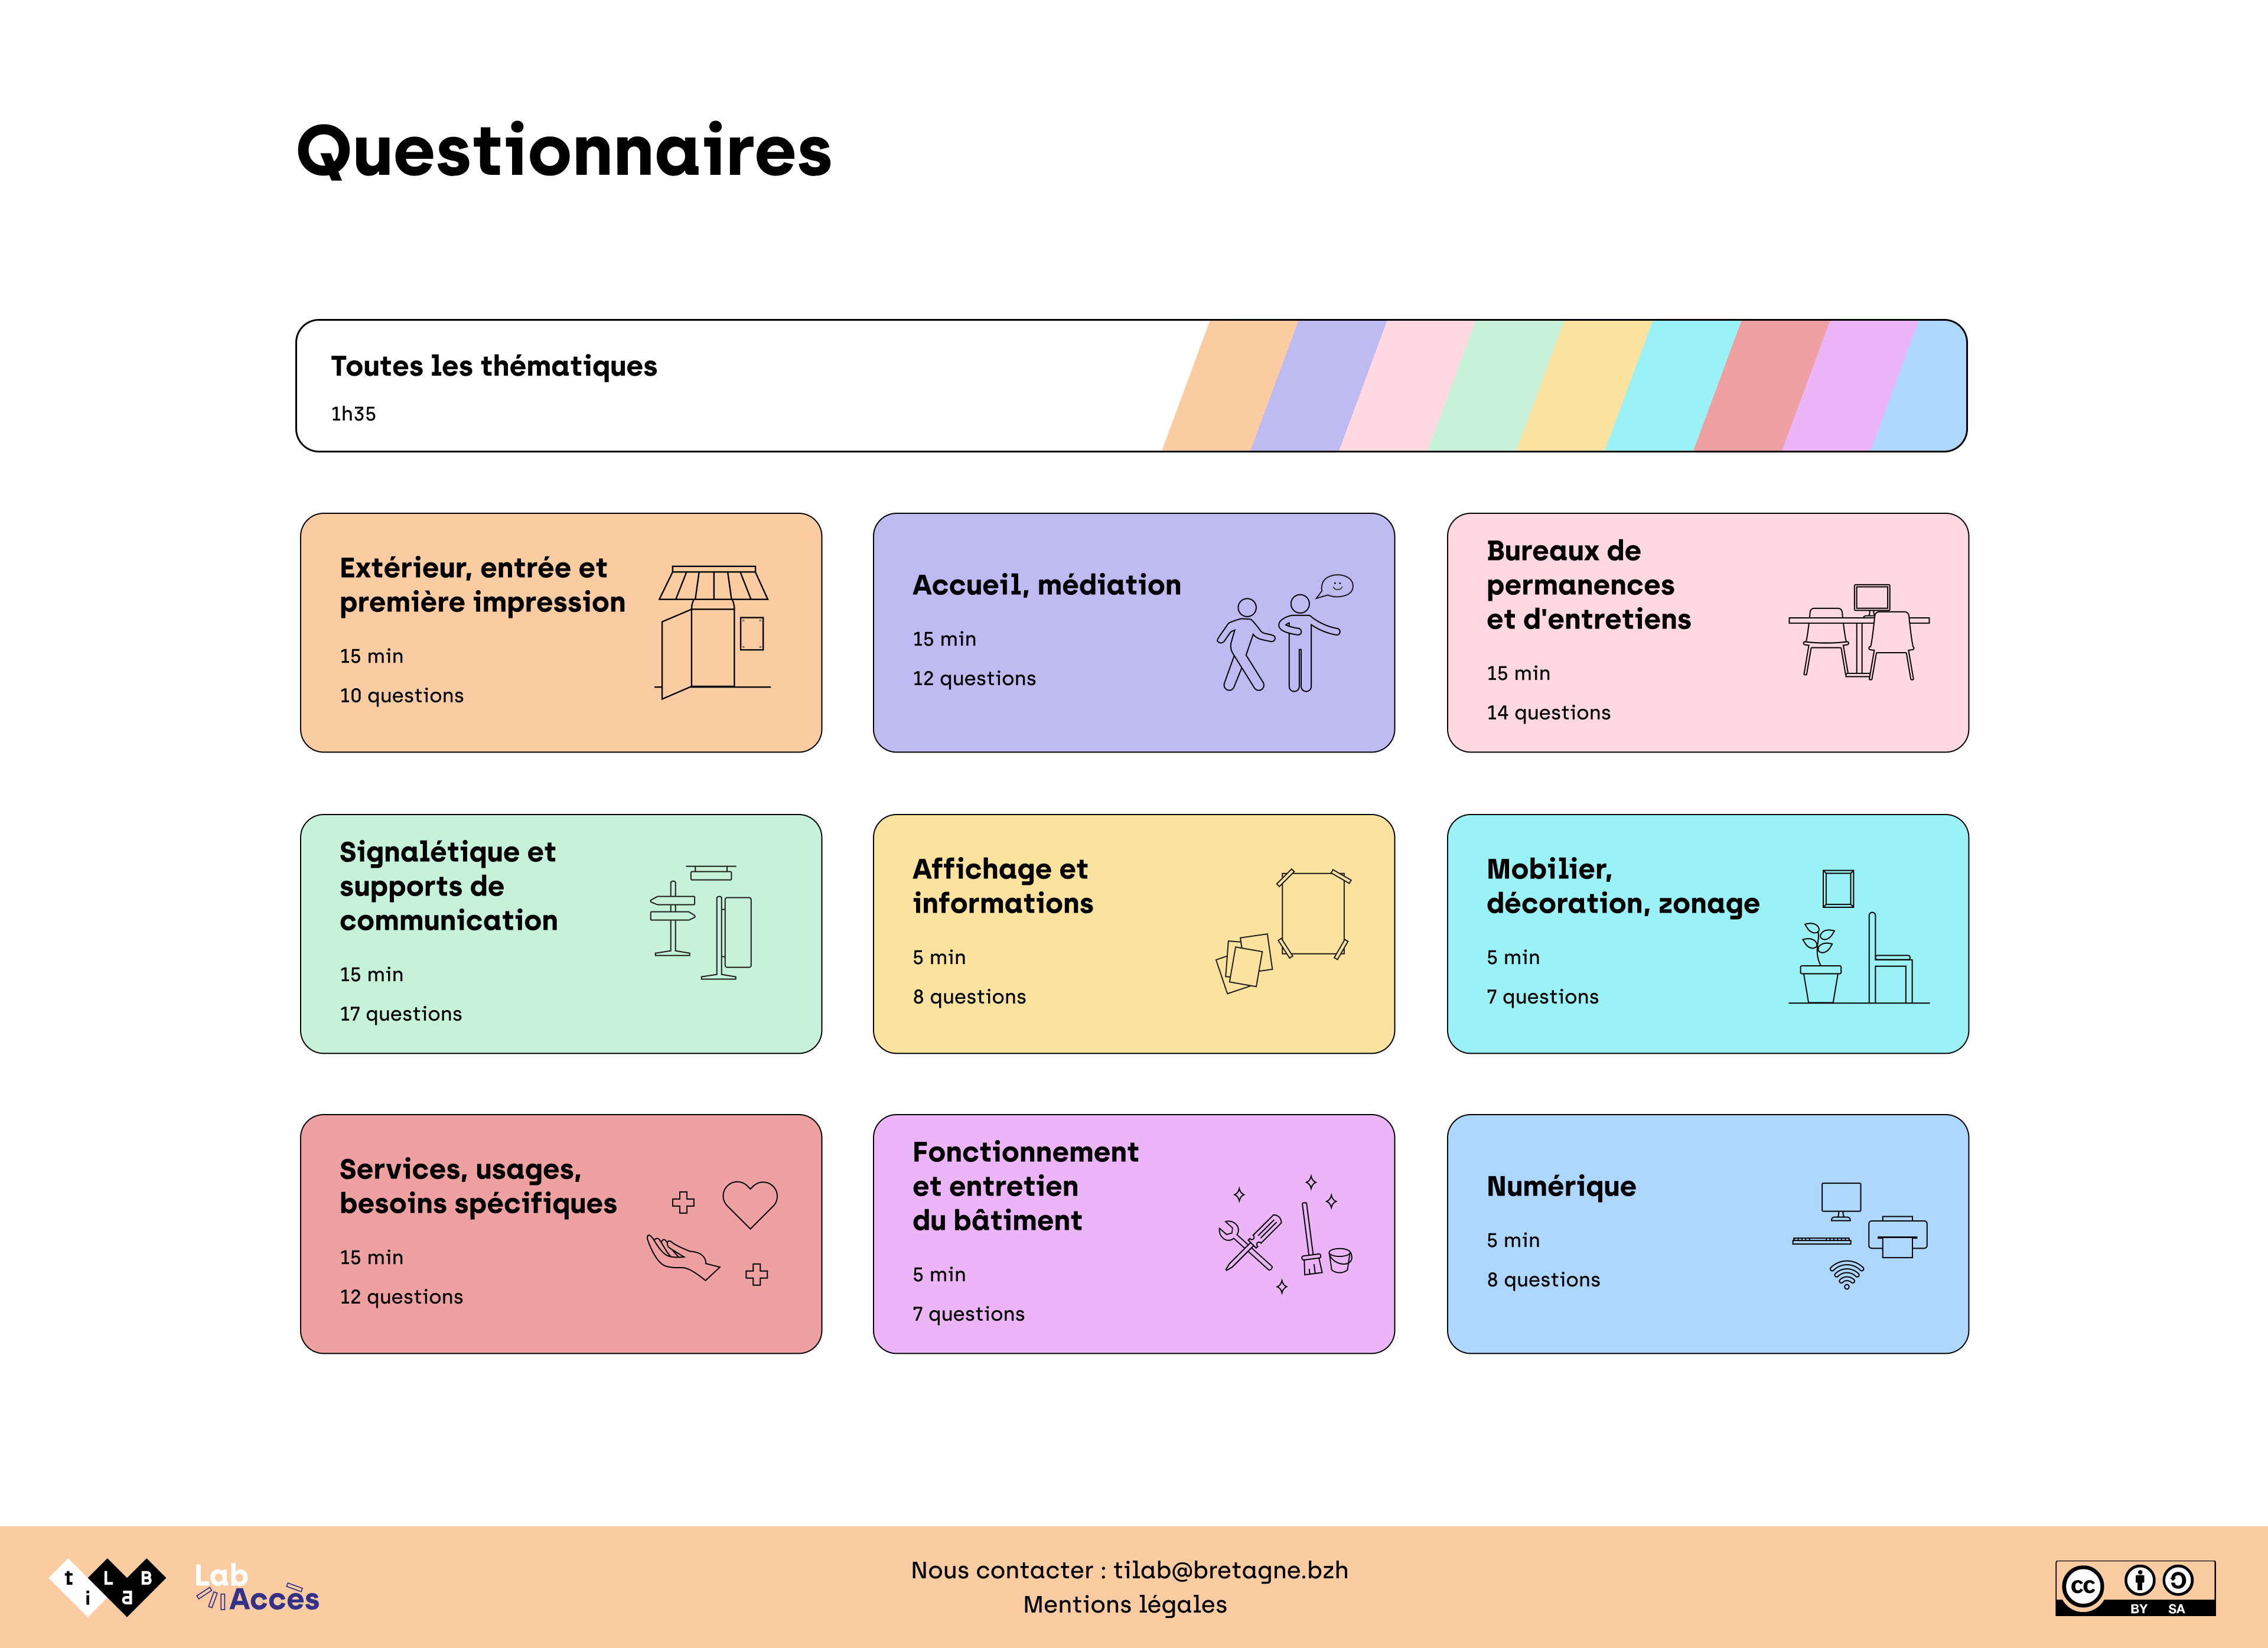 Questionnaires
Toutes les thématiques
1h35
Extérieur, entrée et
première impression
15 min
10 questions
Accueil, médiation
15 min
12 questions
Bureaux de
permanences
et d'entretiens
15 min
14 questions
Signalétique et
supports de
communication
15 min
17 questions
Affichage et
informations
5 min
8 questions
Mobilier,
décoration, zonage
5 min
7 questions
Services, usages,
besoins spécifiques
15 min
12 questions
Fonctionnement
et entretien
du bâtiment
5 min
7 questions
Numérique
5 min
8 questions
tiLaB
Lab
Accès
Nous contacter : tilab@bretagne.bzh
Mentions légales
cc
BY SA